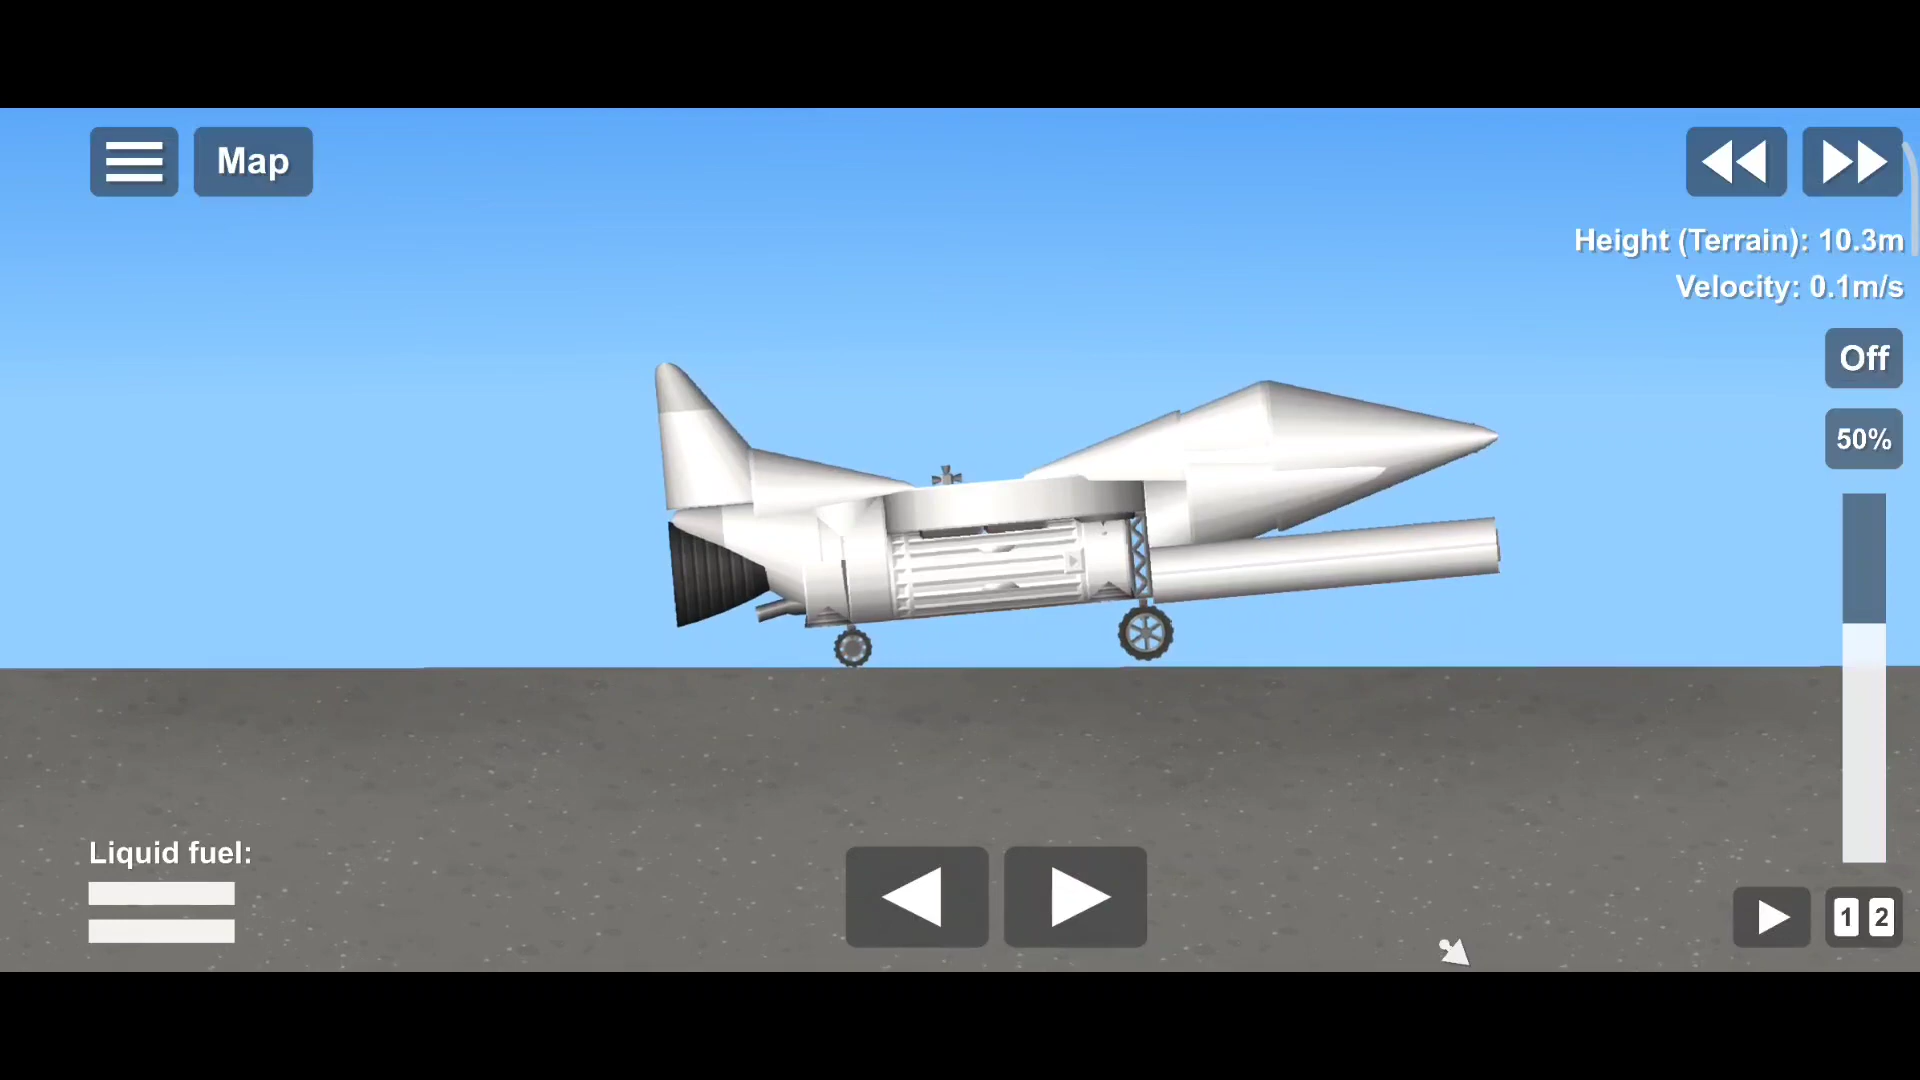 Map
Height (Terrain): 10.3m
Velocity: 0.1m/s
Off
50%
Liquid fuel:
1 2